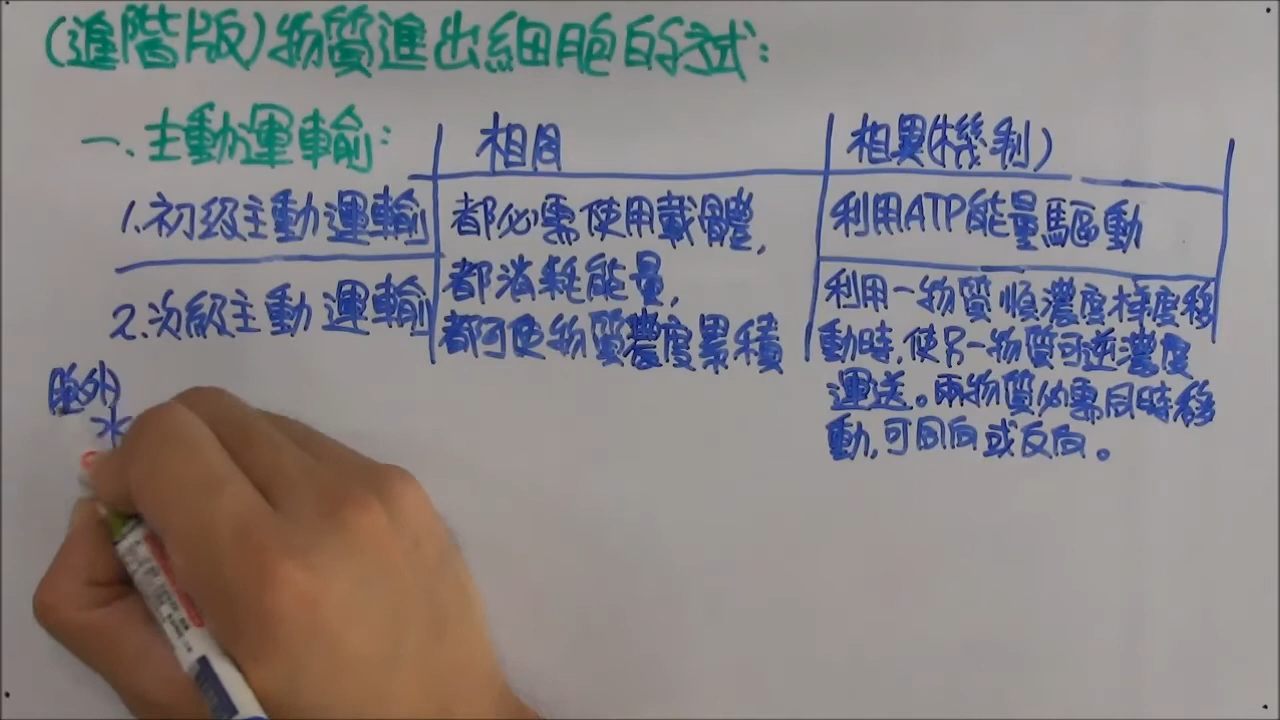 (進階版)物質進出細胞的方式:
一、主動運輸:
相同
相異(機制)
1.初級主動運輸
都必需使用載體,
都消耗能量,
都可使物質濃度累積
利用ATP能量驅動
2.次級主動運輸
利用一物質順濃度梯度移
動時,使另一物質可逆濃度
運送。兩物質必需同時移
動,可同向或反向。
胞外